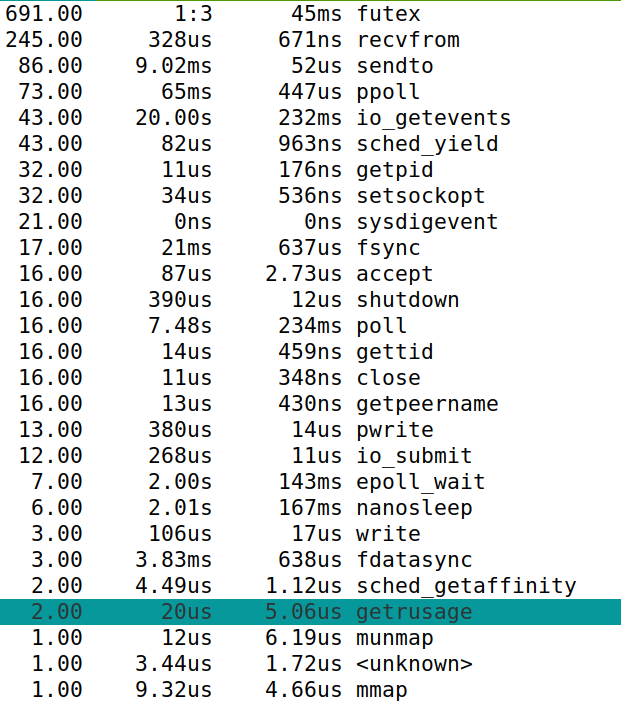 691.00 1:3 45ms futex
245.00 328us 671ns recvfrom
86.00 9.02ms 52us sendto
73.00 65ms 447us ppoll
43.00 20.00s 232ms io_getevents
43.00 82us 963ns sched_yield
32.00 11us 176ns getpid
32.00 34us 536ns setsockopt
21.00 0ns 0ns sysdigevent
17.00 21ms 637us fsync
16.00 87us 2.73us accept
16.00 390us 12us shutdown
16.00 7.48s 234ms poll
16.00 14us 459ns gettid
16.00 11us 348ns close
16.00 13us 430ns getpeername
13.00 380us 14us pwrite
12.00 268us 11us io_submit
7.00 2.00s 143ms epoll_wait
6.00 2.01s 167ms nanosleep
3.00 106us 17us write
3.00 3.83ms 638us fdatasync
2.00 4.49us 1.12us sched_getaffinity
2.00 20us 5.06us getrusage
1.00 12us 6.19us munmap
1.00 3.44us 1.72us <unknown>
1.00 9.32us 4.66us mmap